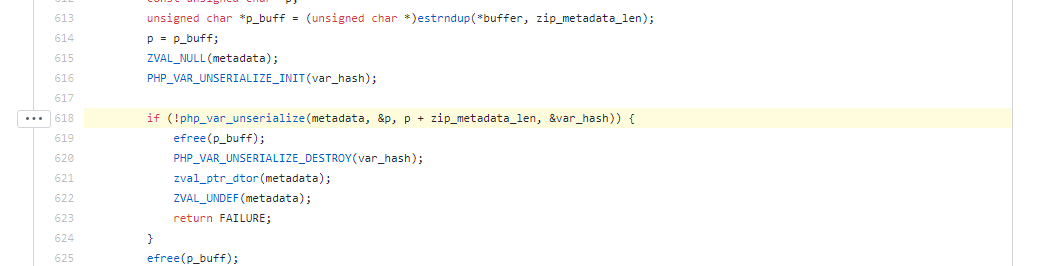 612 const unsigned char *p;
613 unsigned char *p_buff = (unsigned char *)estrndup(*buffer, zip_metadata_len);
614 p = p_buff;
615 ZVAL_NULL(metadata);
616 PHP_VAR_UNSERIALIZE_INIT(var_hash);
617
618 if (!php_var_unserialize(metadata, &p, p + zip_metadata_len, &var_hash)) {
619 efree(p_buff);
620 PHP_VAR_UNSERIALIZE_DESTROY(var_hash);
621 zval_ptr_dtor(metadata);
622 ZVAL_UNDEF(metadata);
623 return FAILURE;
624 }
625 efree(p_buff);